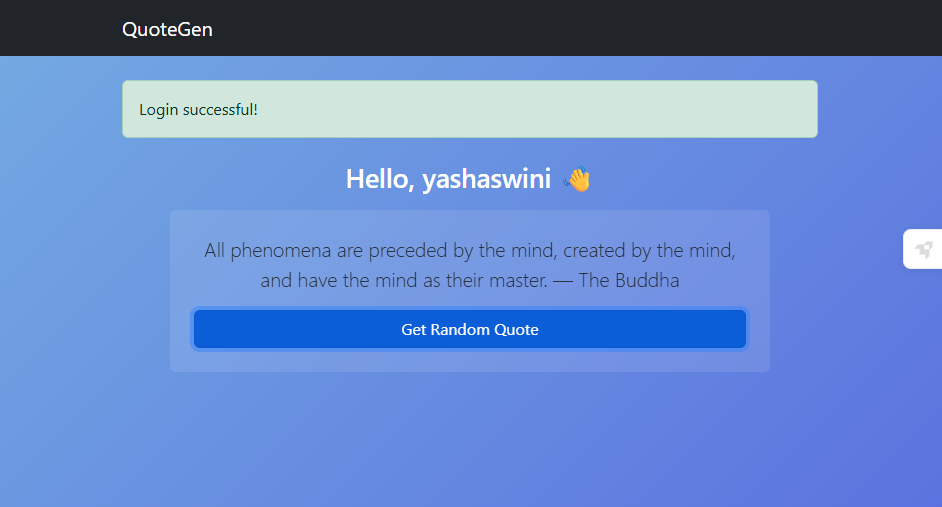 QuoteGen
Login successful!
Hello, yashaswini 👋
All phenomena are preceded by the mind, created by the mind,
and have the mind as their master. — The Buddha
Get Random Quote